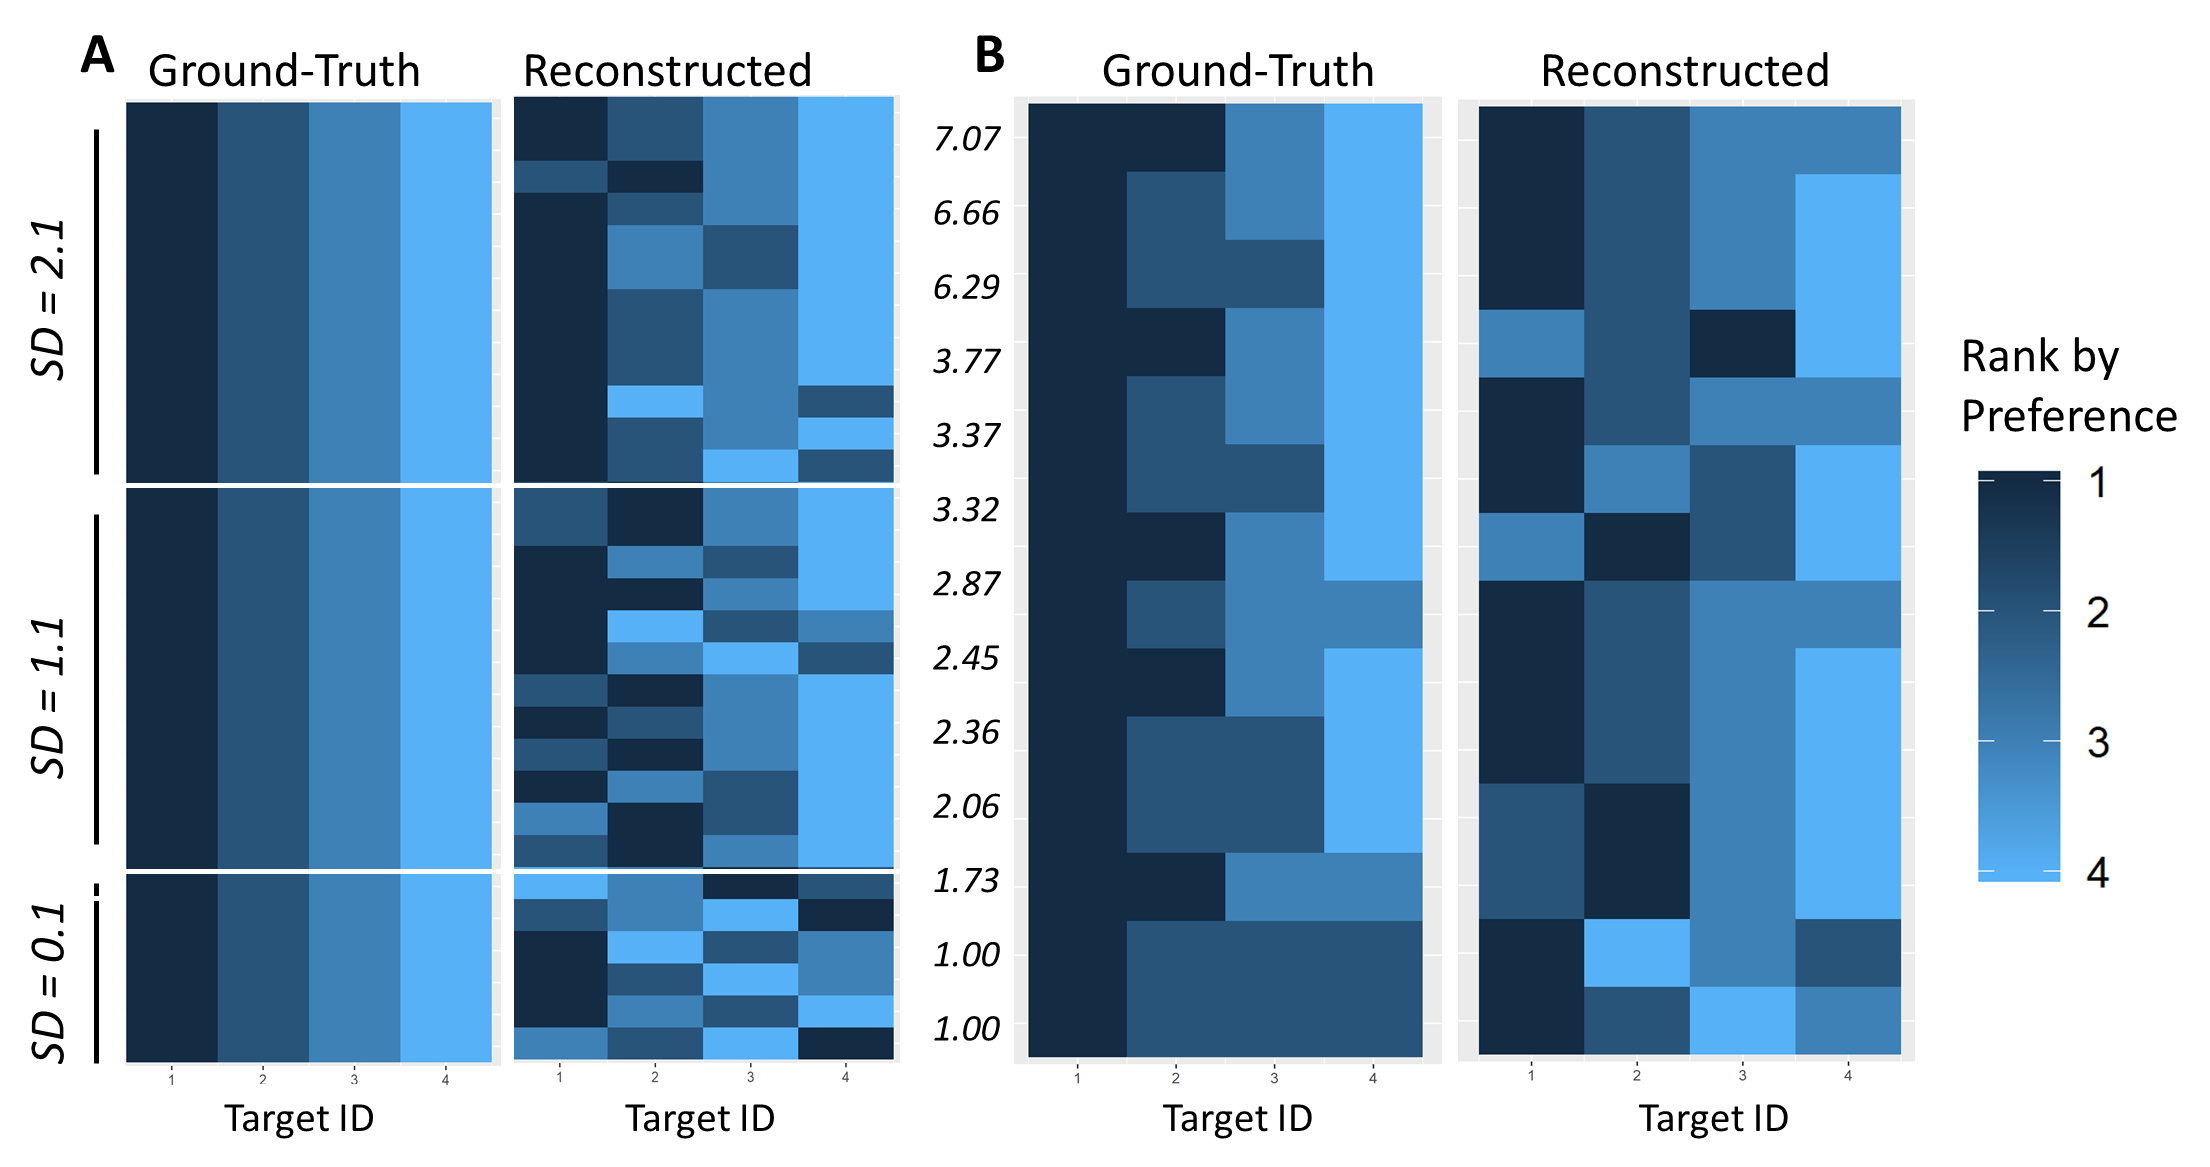 A
Ground-Truth
Reconstructed
B
Ground-Truth
Reconstructed
SD = 2.1
SD = 1.1
SD = 0.1
7.07
6.66
6.29
3.77
3.37
3.32
2.87
2.45
2.36
2.06
1.73
1.00
1.00
Rank by
Preference
1
2
3
4
1 2 3 4
1 2 3 4
1 2 3 4
1 2 3 4
Target ID
Target ID
Target ID
Target ID